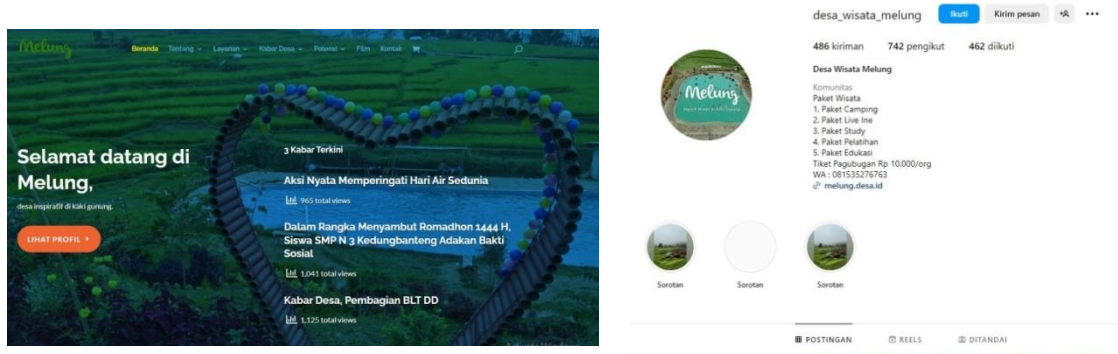 Melung
Beranda Tentang Layanan Kabar Desa Potensi Film Kontak
Selamat datang di
Melung,
desa inspiratif di kaki gunung.
LIHAT PROFIL
3 Kabar Terkini
Aksi Nyata Memperingati Hari Air Sedunia
965 total views
Dalam Rangka Menyambut Romadhon 1444 H,
Siswa SMP N 3 Kedungbanteng Adakan Bakti
Sosial
1,041 total views
Kabar Desa, Pembagian BLT DD
1,125 total views
desa_wisata_melung Ikuti Kirim pesan
486 kiriman 742 pengikut 462 diikuti
Desa Wisata Melung
Komunitas
Paket Wisata
1. Paket Camping
2. Paket Live Ine
3. Paket Study
4. Paket Pelatihan
5. Paket Edukasi
Tiket Pagubugan Rp 10.000/org
WA : 081535276763
melung.desa.id
Melung
Sorotan Sorotan Sorotan
POSTINGAN REELS DITANDAI